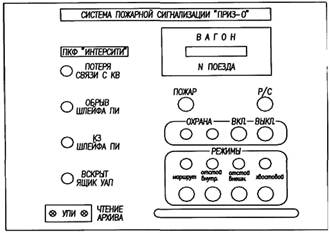 СИСТЕМА ПОЖАРНОЙ СИГНАЛИЗАЦИИ "ПРИЗ-О"
ПКФ "ИНТЕРСИТИ"
ПОТЕРЯ
СВЯЗИ С КВ
ОБРЫВ
ШЛЕЙФА ПИ
КЗ
ШЛЕЙФА ПИ
ВСКРЫТ
ЯЩИК УАП
УПИ
ЧТЕНИЕ
АРХИВА
ВАГОН
N ПОЕЗДА
ПОЖАР
Р/С
ОХРАНА
ВКЛ.
ВЫКЛ.
РЕЖИМЫ
маршрут
отстой
внутр.
отстой
внешн.
хвостовой